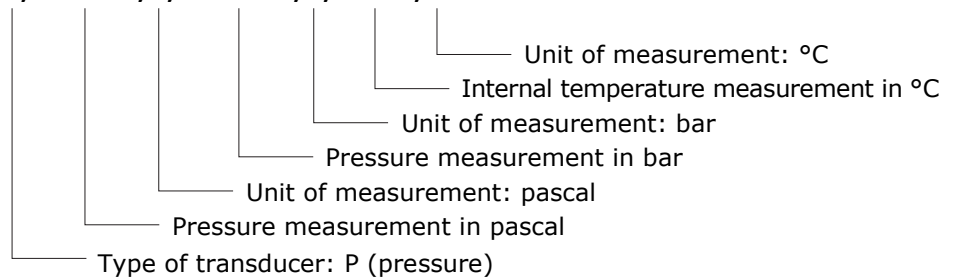 Unit of measurement: °C
Internal temperature measurement in °C
Unit of measurement: bar
Pressure measurement in bar
Unit of measurement: pascal
Pressure measurement in pascal
Type of transducer: P (pressure)